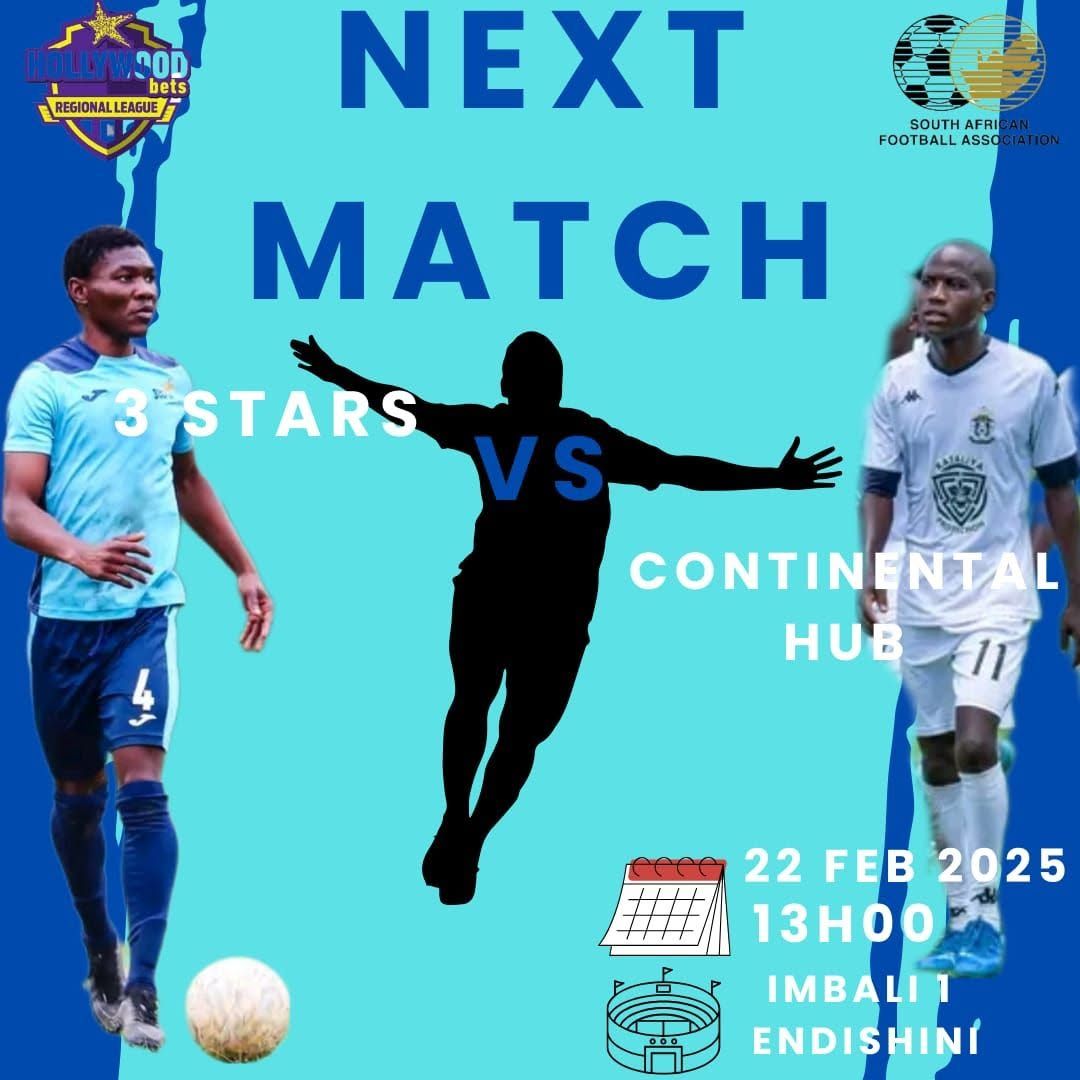 NEXT
MATCH
HOLLYWOOD
bets
REGIONAL LEAGUE
SOUTH AFRICAN
FOOTBALL ASSOCIATION
3 STARS
VS
CONTINENTAL
HUB
4
11
22 FEB 2025
13H00
IMBALI 1
ENDISHINI